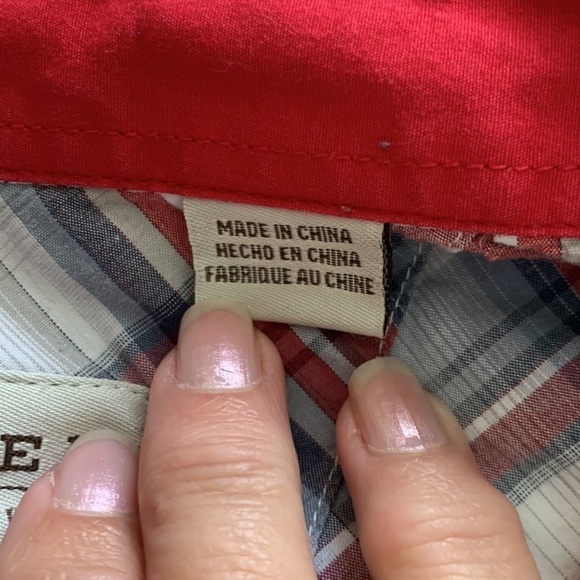 MADE IN CHINA
HECHO EN CHINA
FABRIQUE AU CHINE
E